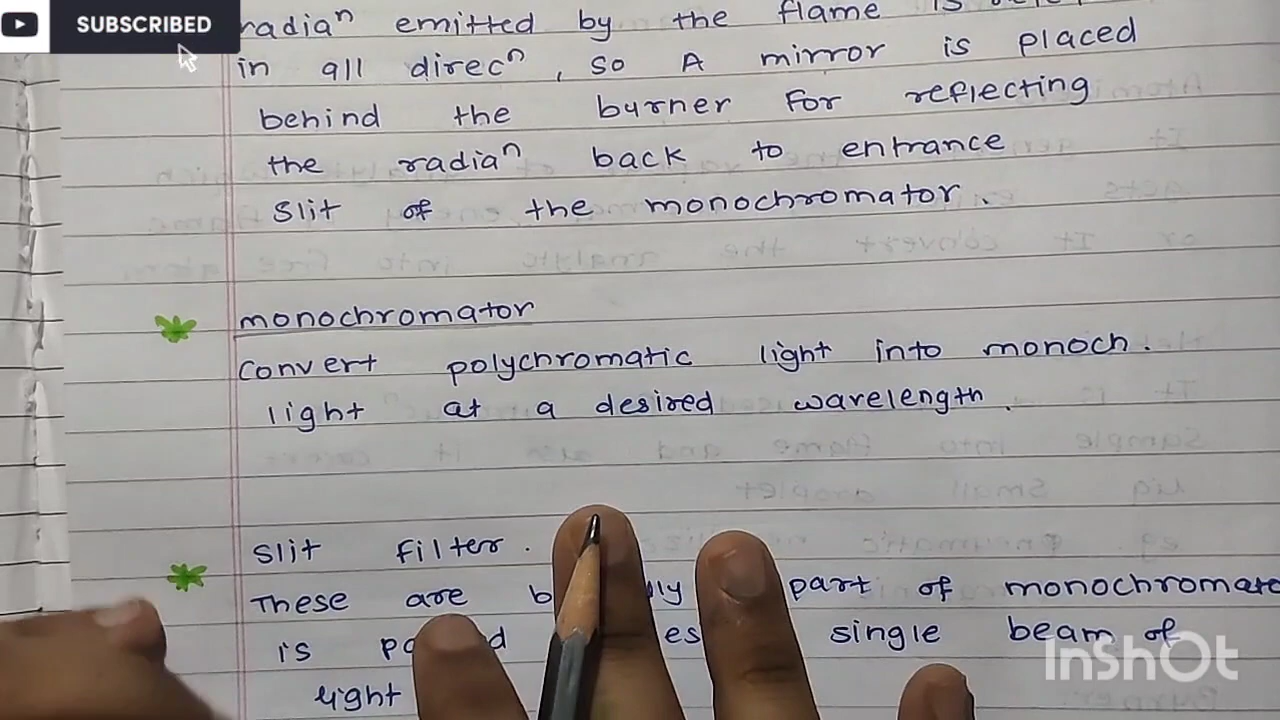 SUBSCRIBED
radiaⁿ emitted by the flame is
in all direcⁿ, so A mirror is placed
behind the burner for reflecting
the radiaⁿ back to entrance
slit of the monochromator.
monochromator
convert polychromatic light into monoch.
light at a desired wavelength.
slit filter.
These are part of monochromato
is single beam of
light
InShOt